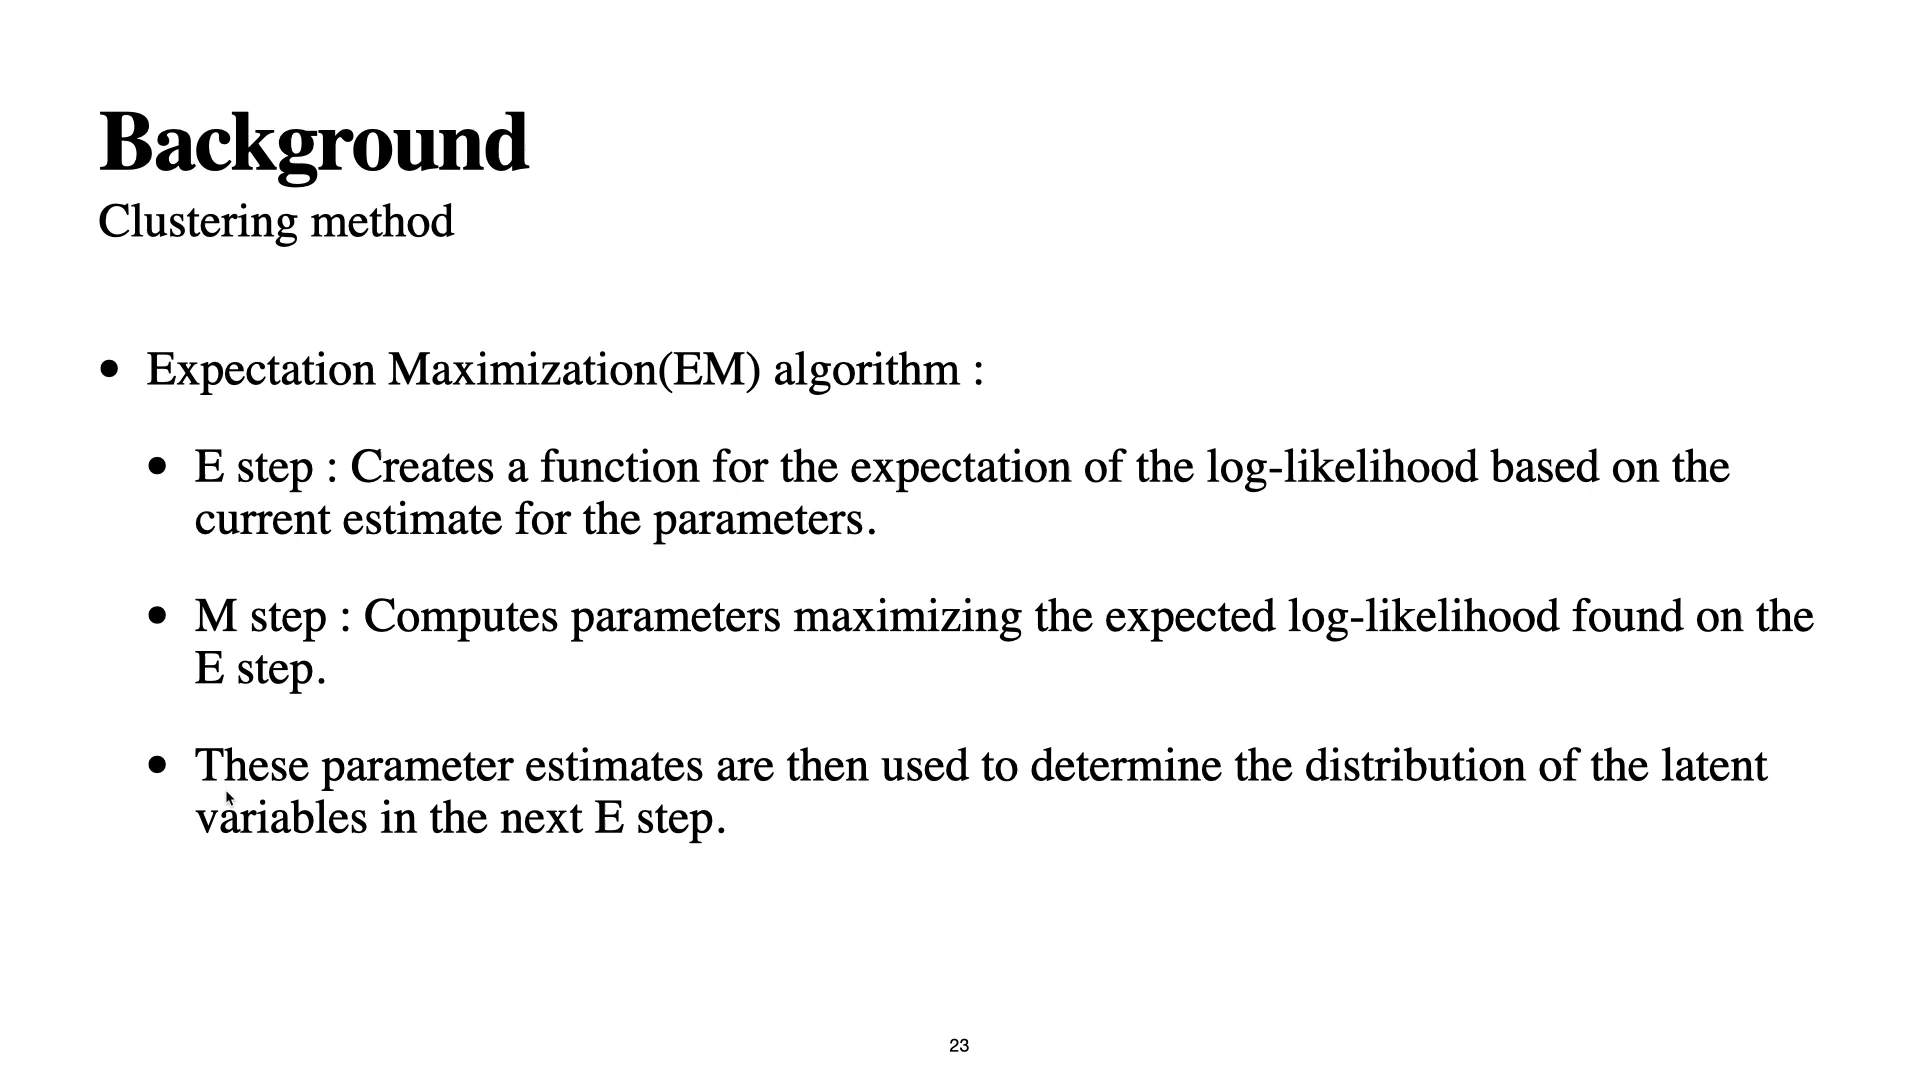 Background
Clustering method
• Expectation Maximization(EM) algorithm :
• E step : Creates a function for the expectation of the log-likelihood based on the
current estimate for the parameters.
• M step : Computes parameters maximizing the expected log-likelihood found on the
E step.
• These parameter estimates are then used to determine the distribution of the latent
variables in the next E step.
23